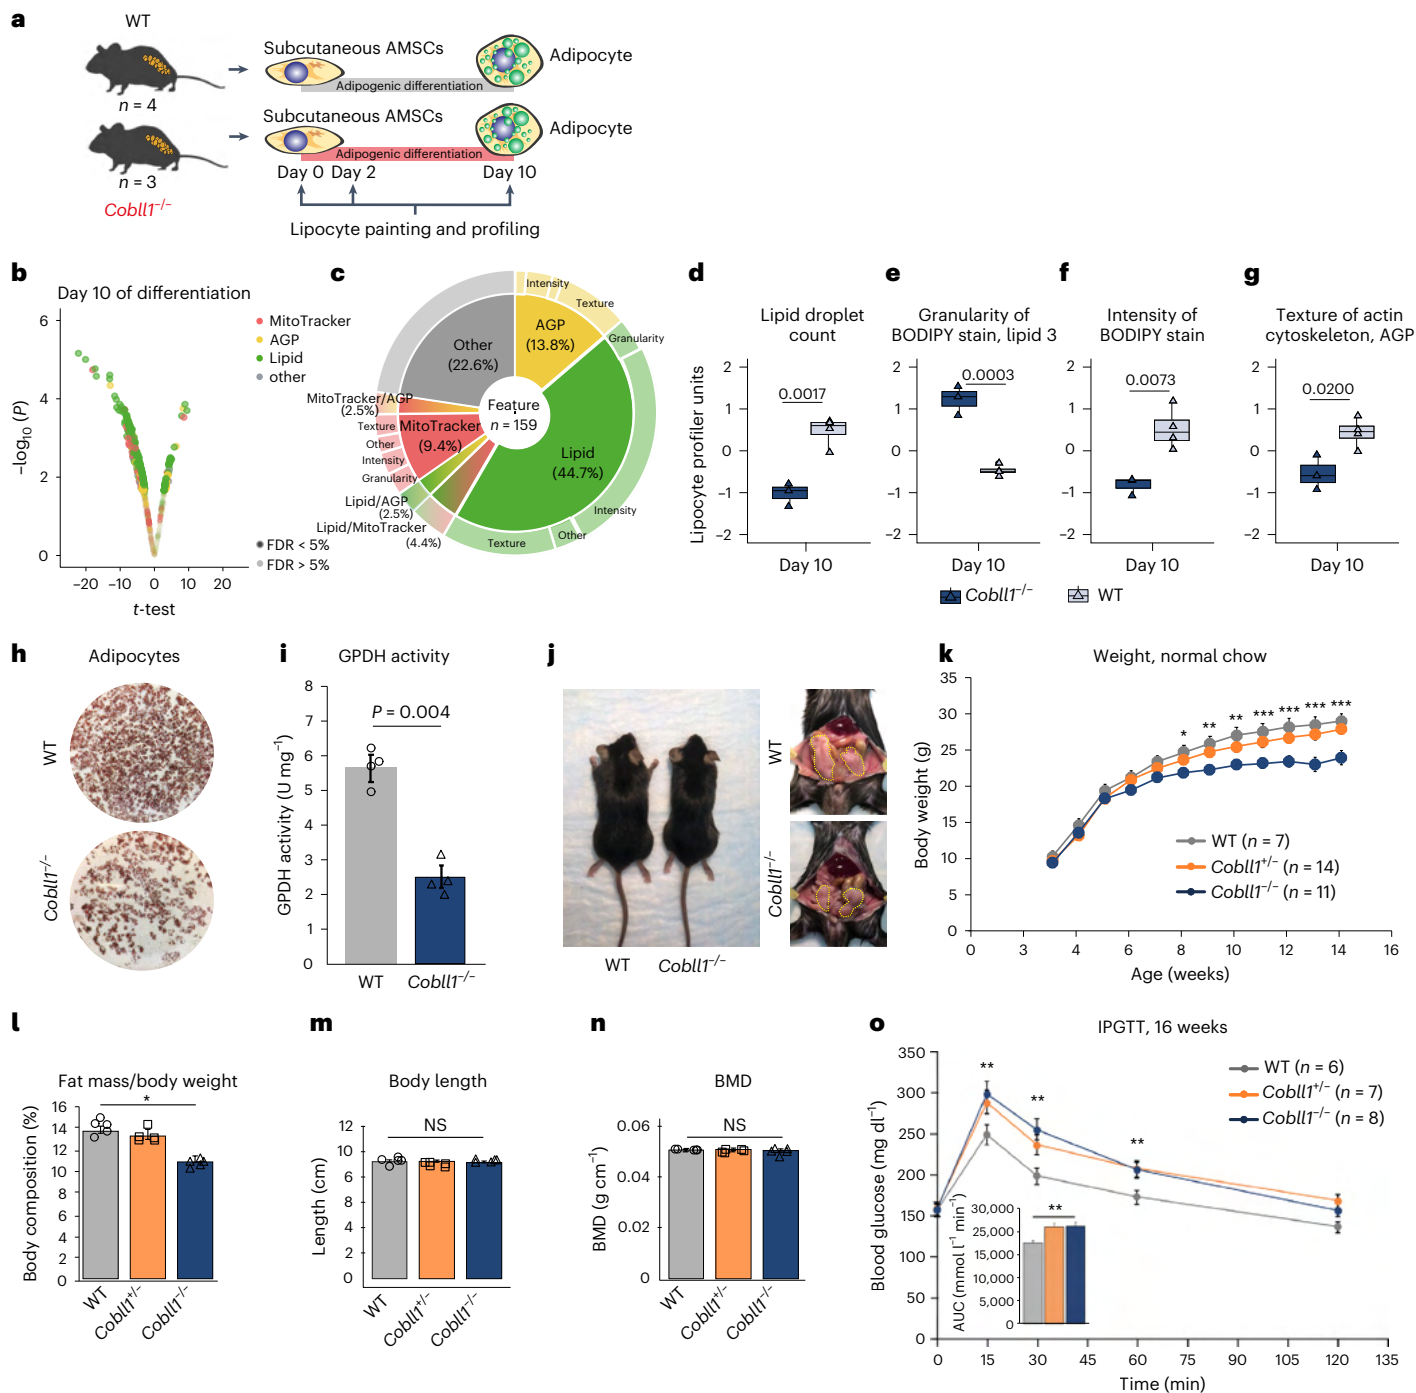 a
WT
n = 4
n = 3
Cobll1−/−
Subcutaneous AMSCs
Adipogenic differentiation
Adipocyte
Subcutaneous AMSCs
Adipogenic differentiation
Adipocyte
Day 0 Day 2 Day 10
Lipocyte painting and profiling
b
Day 10 of differentiation
−log10 (P)
6
4
2
0
−20 −10 0 10 20
t-test
MitoTracker
AGP
Lipid
other
FDR < 5%
FDR > 5%
c
Intensity
Texture
Granularity
AGP
(13.8%)
Other
(22.6%)
Feature
n = 159
MitoTracker/AGP
(2.5%)
Texture
Other
Intensity
Granularity
MitoTracker
(9.4%)
Lipid
(44.7%)
Lipid/AGP
(2.5%)
Lipid/MitoTracker
(4.4%)
Texture
Other
Intensity
d
Lipid droplet
count
Lipocyte profiler units
2
1
0
−1
−2
0.0017
Day 10
e
Granularity of
BODIPY stain, lipid 3
2
1
0
−1
−2
0.0003
Day 10
f
Intensity of
BODIPY stain
2
1
0
−1
−2
0.0073
Day 10
g
Texture of actin
cytoskeleton, AGP
2
1
0
−1
−2
0.0200
Day 10
Cobll1−/− WT
h
Adipocytes
WT
Cobll1−/−
i
GPDH activity
GPDH activity (U mg−1)
8
7
6
5
4
3
2
1
0
P = 0.004
WT Cobll1−/−
j
WT Cobll1−/−
WT
Cobll1−/−
k
Weight, normal chow
Body weight (g)
35
30
25
20
15
10
5
0
* ** ** *** *** *** ***
WT (n = 7)
Cobll1+/− (n = 14)
Cobll1−/− (n = 11)
0 3 4 6 8 10 12 14 16
Age (weeks)
l
Fat mass/body weight
Body composition (%)
16
14
12
10
8
6
4
2
0
*
WT Cobll1+/− Cobll1−/−
m
Body length
Length (cm)
12
10
8
6
4
2
0
NS
WT Cobll1+/− Cobll1−/−
n
BMD
BMD (g cm−1)
0.06
0.04
0.02
0
NS
WT Cobll1+/− Cobll1−/−
o
IPGTT, 16 weeks
Blood glucose (mg dl−1)
350
300
250
200
150
100
50
0
** ** **
WT (n = 6)
Cobll1+/− (n = 7)
Cobll1−/− (n = 8)
AUC (mmol l−1 min−1)
30,000
25,000
20,000
15,000
10,000
5,000
0
**
0 15 30 45 60 75 90 105 120 135
Time (min)